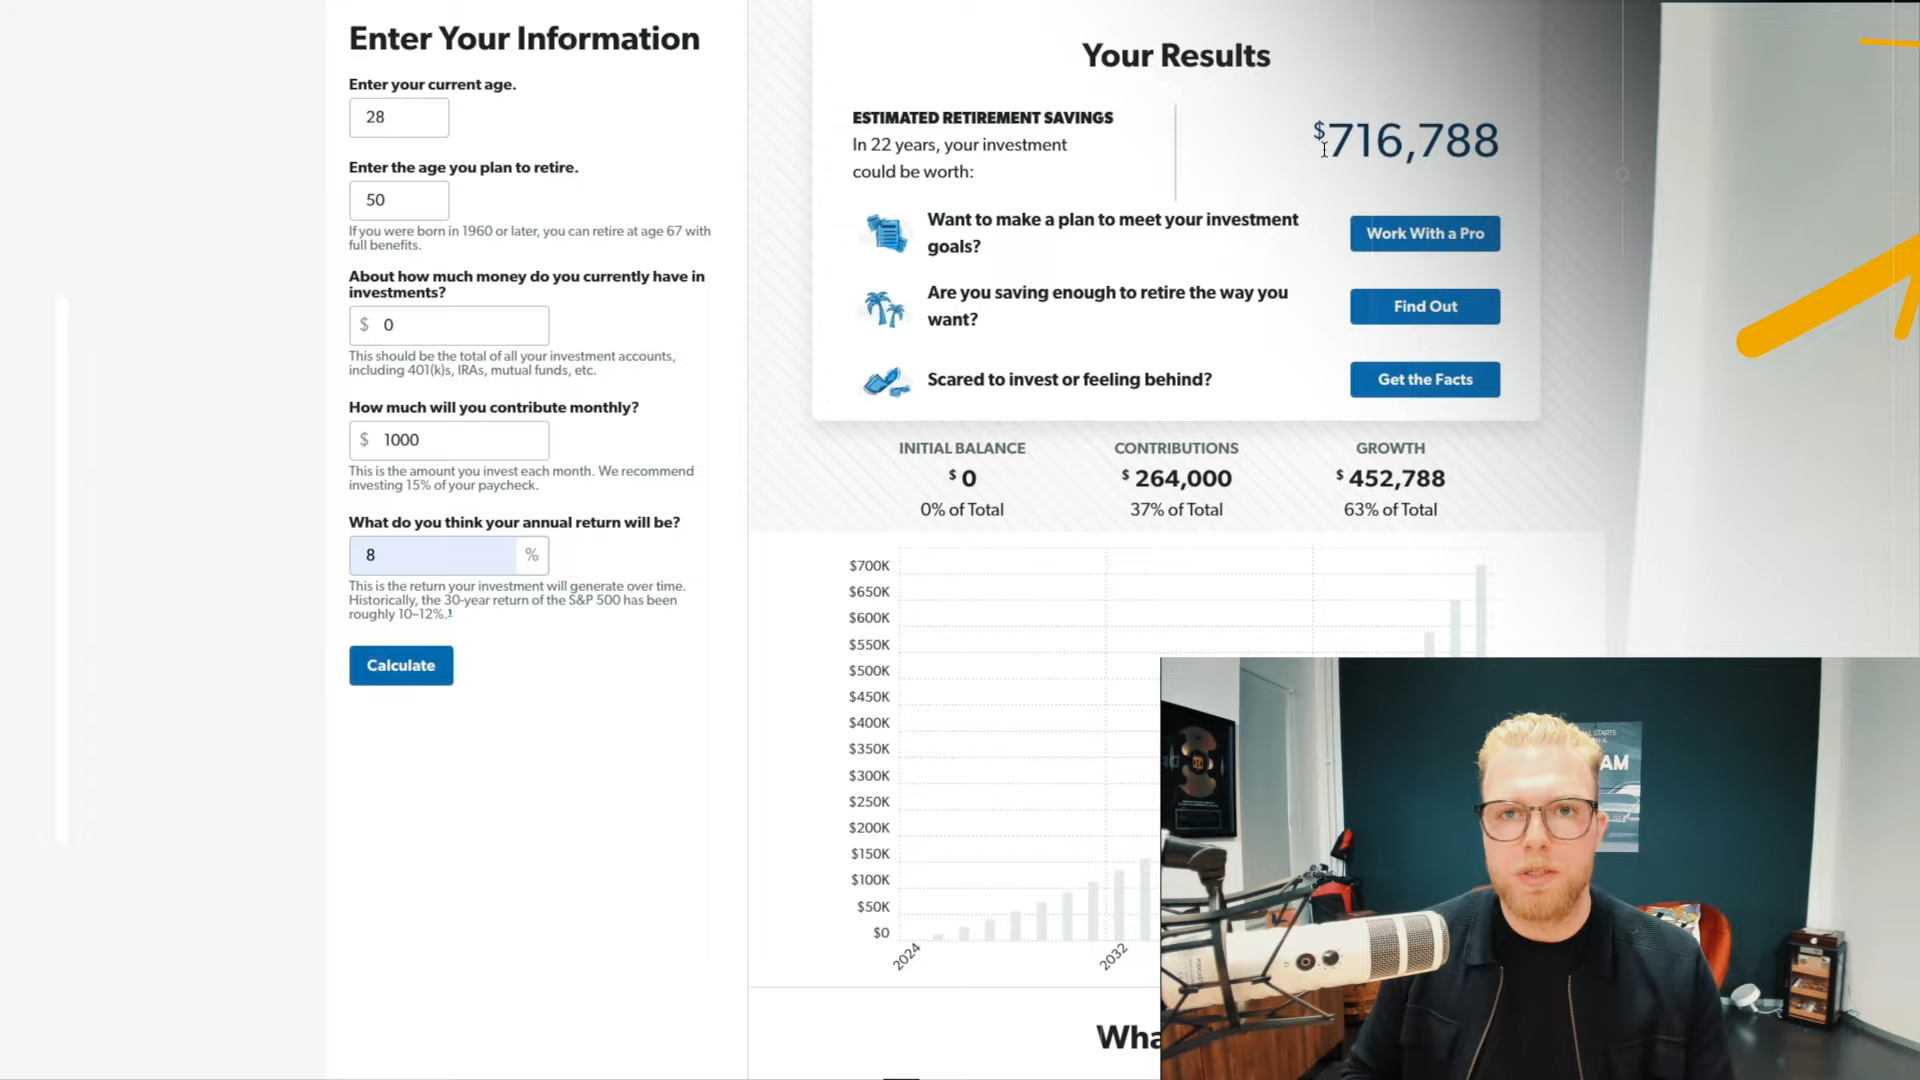 Enter Your Information
Enter your current age.
28
Enter the age you plan to retire.
50
If you were born in 1960 or later, you can retire at age 67 with
full benefits.
About how much money do you currently have in
investments?
$ 0
This should be the total of all your investment accounts,
including 401(k)s, IRAs, mutual funds, etc.
How much will you contribute monthly?
$ 1000
This is the amount you invest each month. We recommend
investing 15% of your paycheck.
What do you think your annual return will be?
8 %
This is the return your investment will generate over time.
Historically, the 30-year return of the S&P 500 has been
roughly 10–12%.1
Calculate
Your Results
ESTIMATED RETIREMENT SAVINGS
In 22 years, your investment
could be worth:
$716,788
Want to make a plan to meet your investment
goals?
Work With a Pro
Are you saving enough to retire the way you
want?
Find Out
Scared to invest or feeling behind?
Get the Facts
INITIAL BALANCE
$ 0
0% of Total
CONTRIBUTIONS
$ 264,000
37% of Total
GROWTH
$ 452,788
63% of Total
$700K
$650K
$600K
$550K
$500K
$450K
$400K
$350K
$300K
$250K
$200K
$150K
$100K
$50K
$0
2024
2032
Wha
STARTS
AM